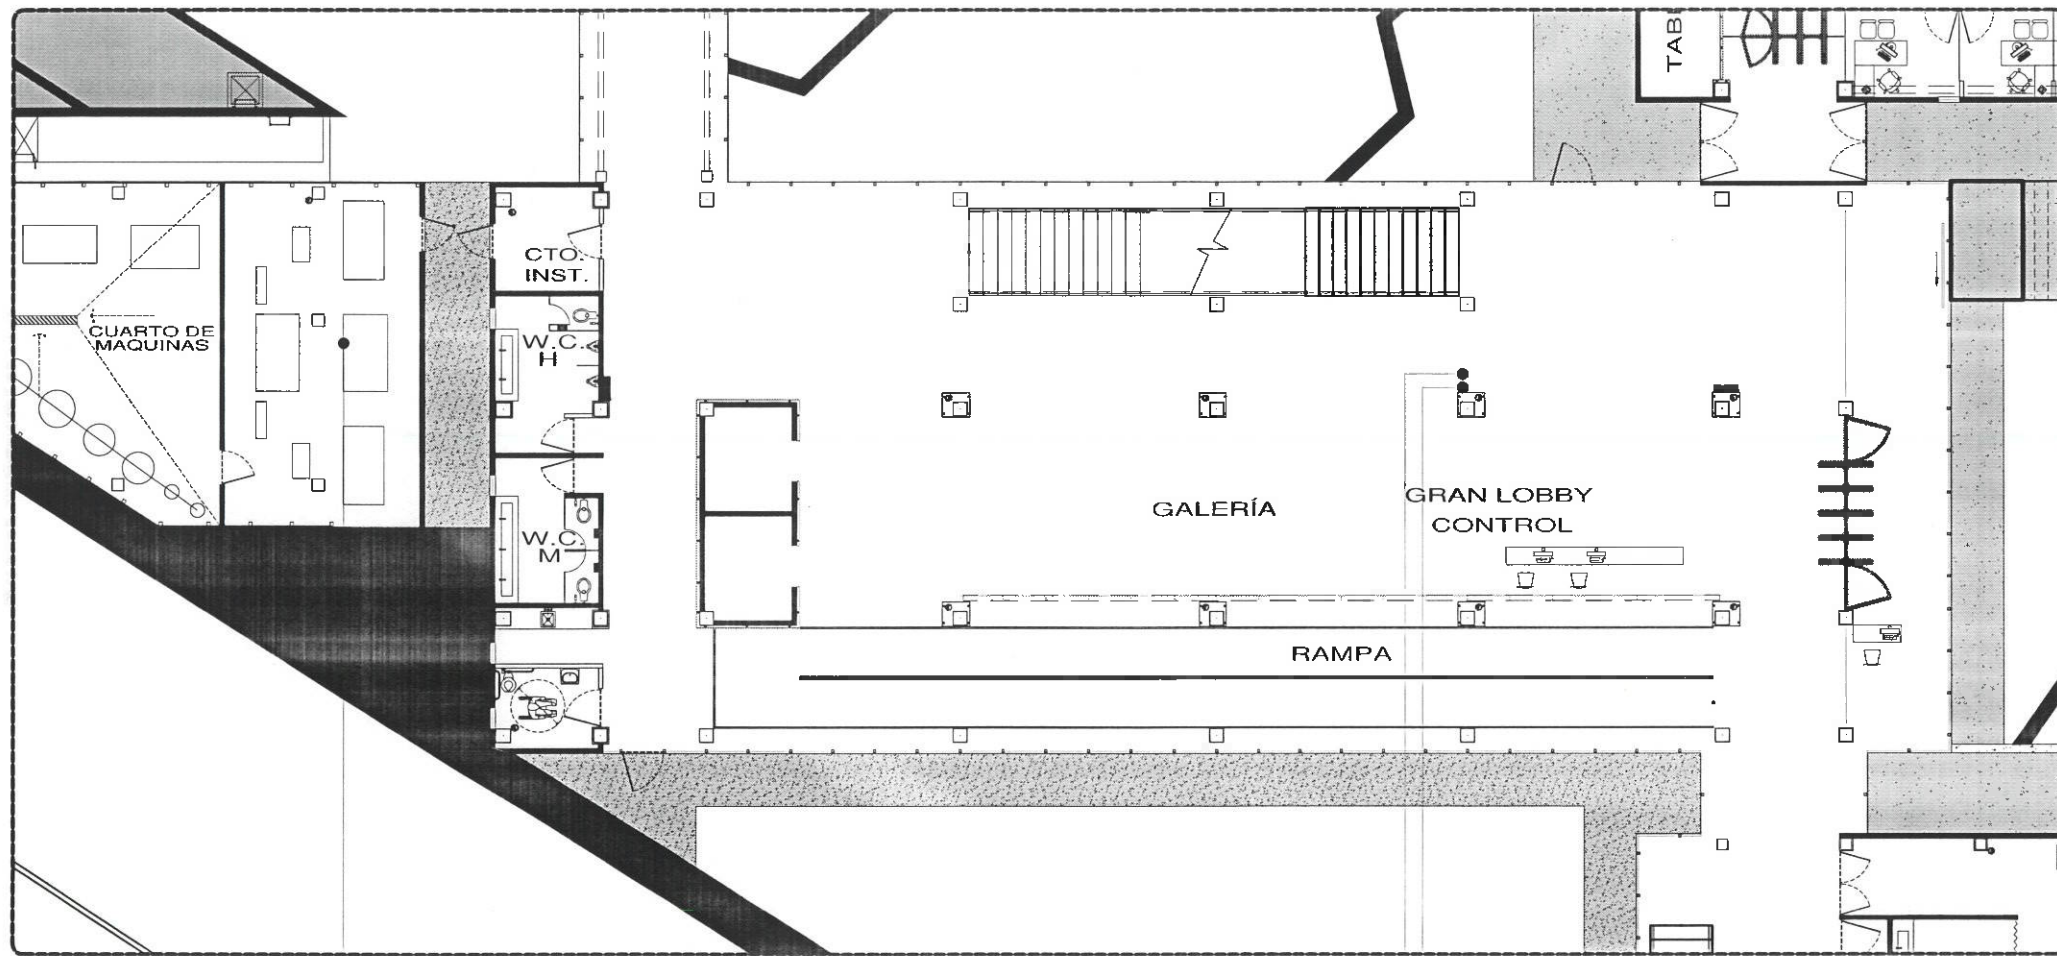 TAB
CTO.
INST.
CUARTO DE
MAQUINAS
W.C.
H
W.C.
M
GALERÍA
GRAN LOBBY
CONTROL
RAMPA